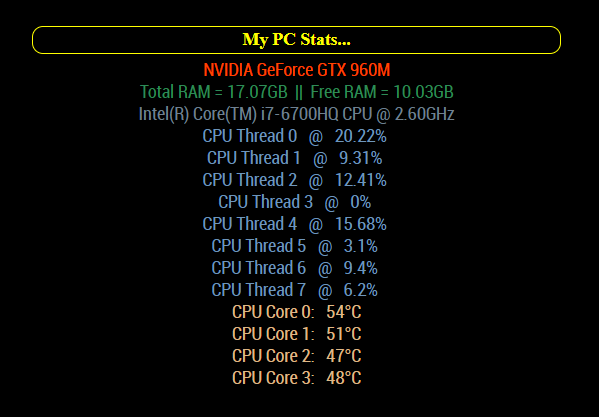 My PC Stats...
NVIDIA GeForce GTX 960M
Total RAM = 17.07GB || Free RAM = 10.03GB
Intel(R) Core(TM) i7-6700HQ CPU @ 2.60GHz
CPU Thread 0 @ 20.22%
CPU Thread 1 @ 9.31%
CPU Thread 2 @ 12.41%
CPU Thread 3 @ 0%
CPU Thread 4 @ 15.68%
CPU Thread 5 @ 3.1%
CPU Thread 6 @ 9.4%
CPU Thread 7 @ 6.2%
CPU Core 0: 54°C
CPU Core 1: 51°C
CPU Core 2: 47°C
CPU Core 3: 48°C